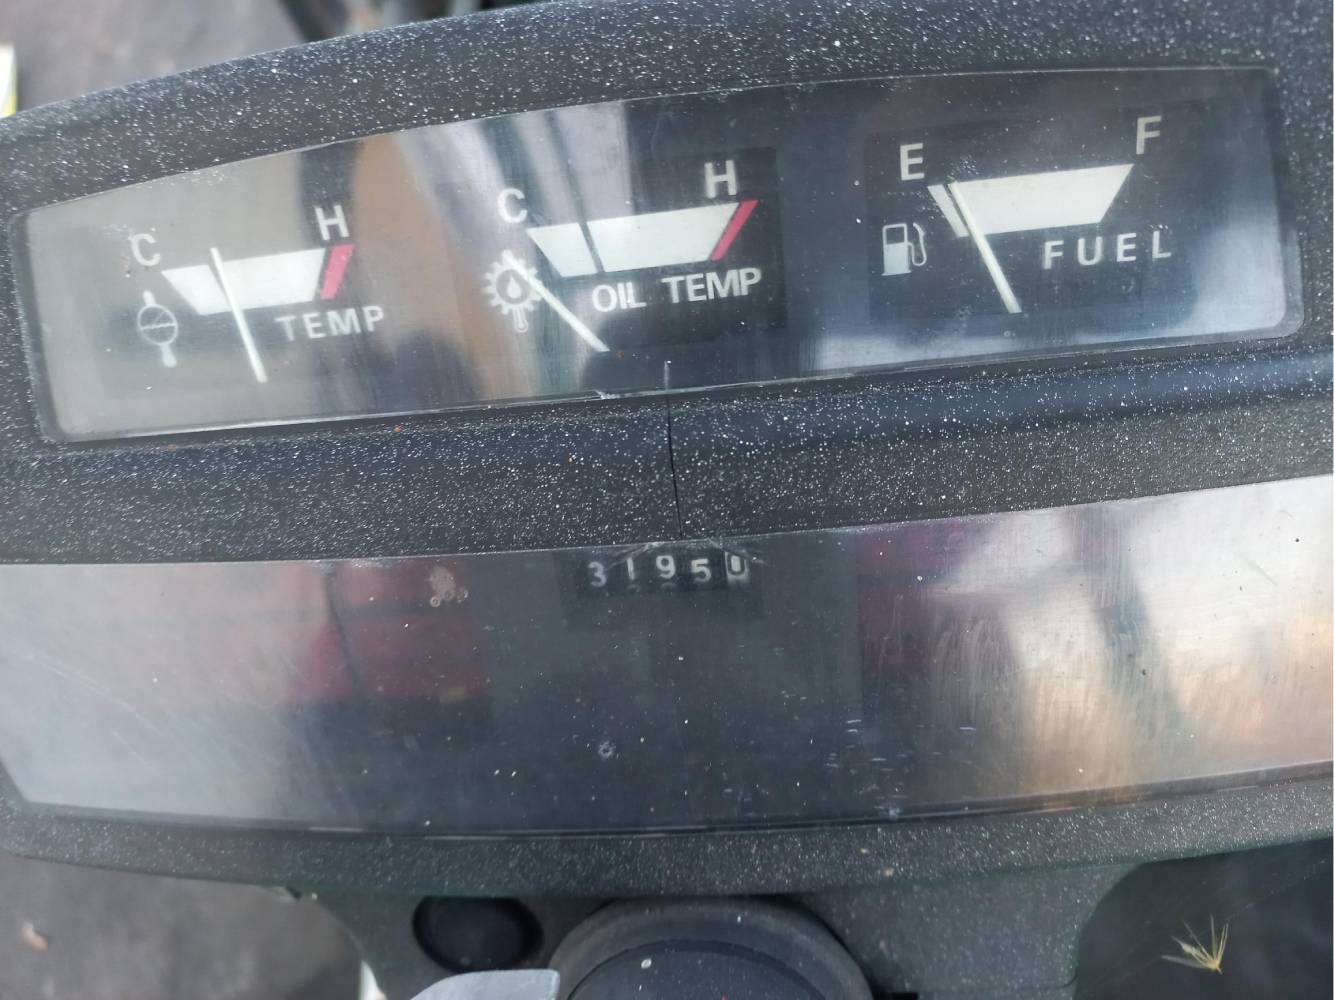 C H
TEMP
C H
OIL TEMP
E F
FUEL
31950